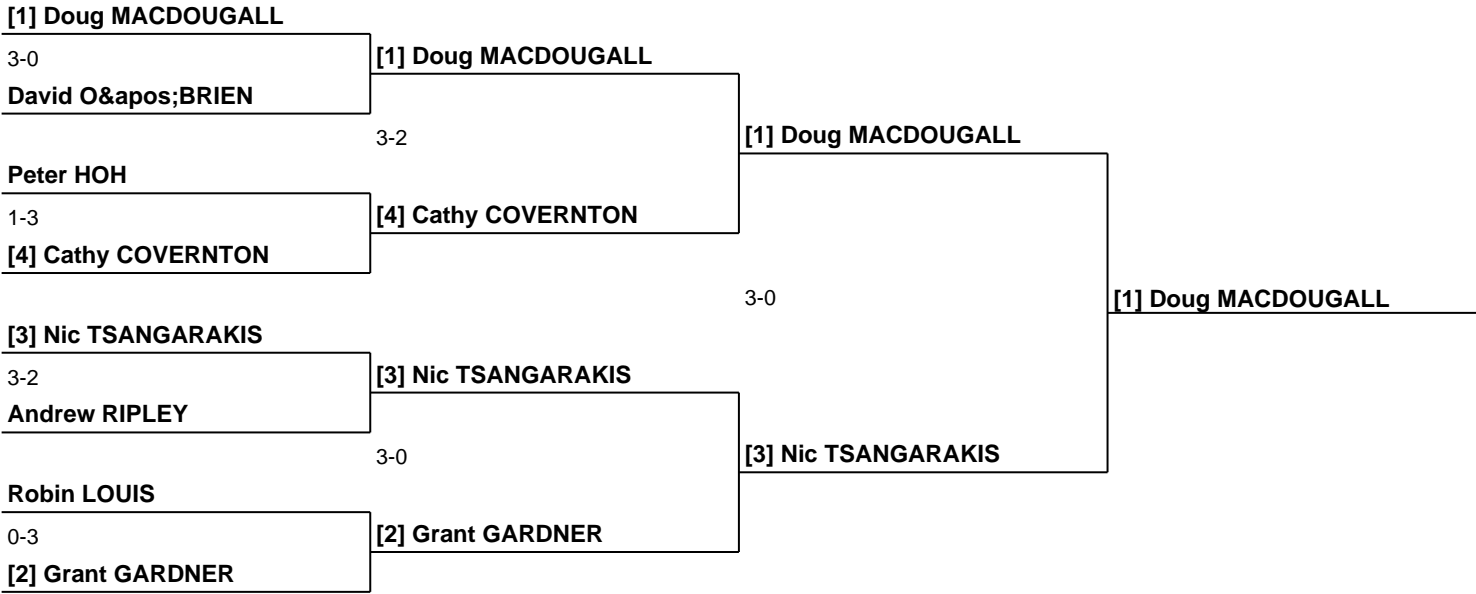 [1] Doug MACDOUGALL
3-0
David O&apos;BRIEN
Peter HOH
1-3
[4] Cathy COVERNTON
[3] Nic TSANGARAKIS
3-2
Andrew RIPLEY
Robin LOUIS
0-3
[2] Grant GARDNER
[1] Doug MACDOUGALL
3-2
[4] Cathy COVERNTON
[3] Nic TSANGARAKIS
3-0
[2] Grant GARDNER
[1] Doug MACDOUGALL
3-0
[3] Nic TSANGARAKIS
[1] Doug MACDOUGALL